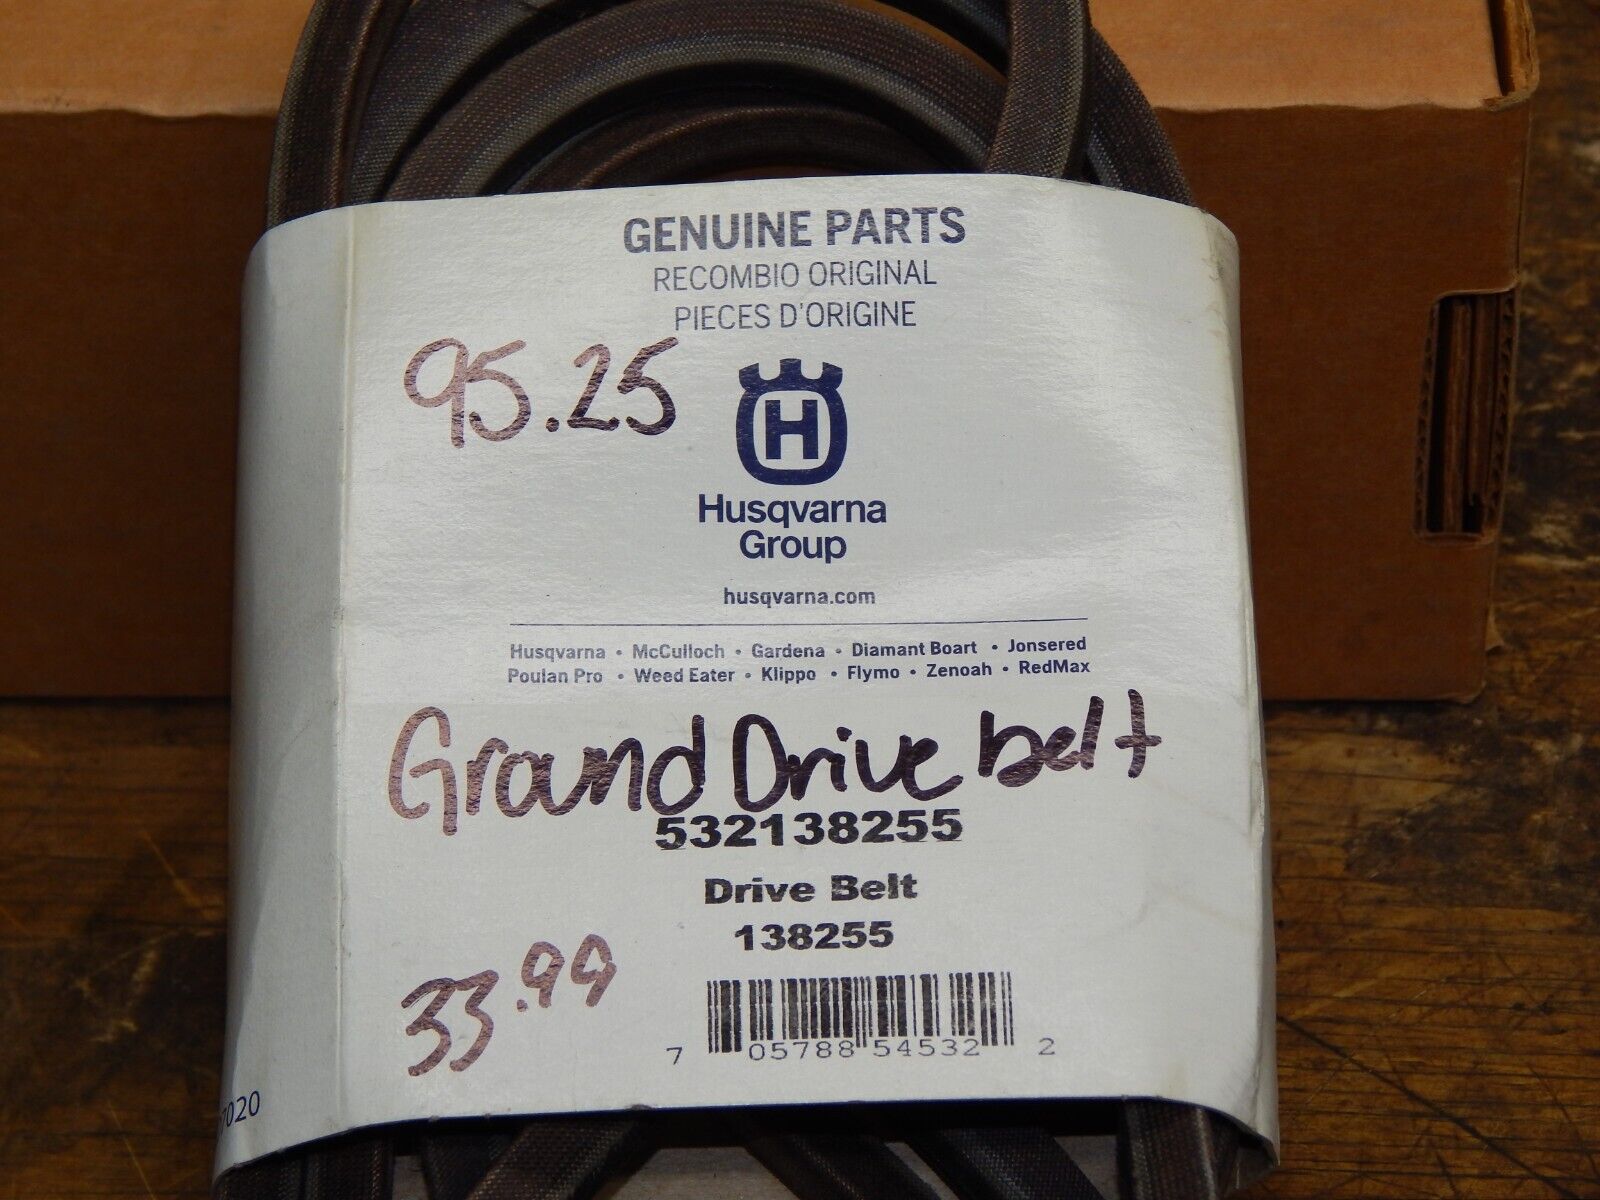 GENUINE PARTS
RECOMBIO ORIGINAL
PIECES D'ORIGINE
95.25
H
Husqvarna
Group
husqvarna.com
Husqvarna • McCulloch • Gardena • Diamant Boart • Jonsered
Poulan Pro • Weed Eater • Klippo • Flymo • Zenoah • RedMax
Ground Drive belt
532138255
Drive Belt
138255
33.99
7 05788 54532 2
7020